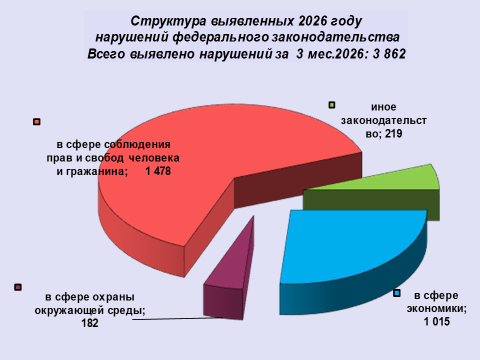 Структура выявленных 2026 году
нарушений федерального законодательства
Всего выявлено нарушений за 3 мес.2026: 3 862
иное
законодательст
во; 219
в сфере соблюдения
прав и свобод человека
и гражанина; 1 478
в сфере охраны
окружающей среды;
182
в сфере
экономики;
1 015